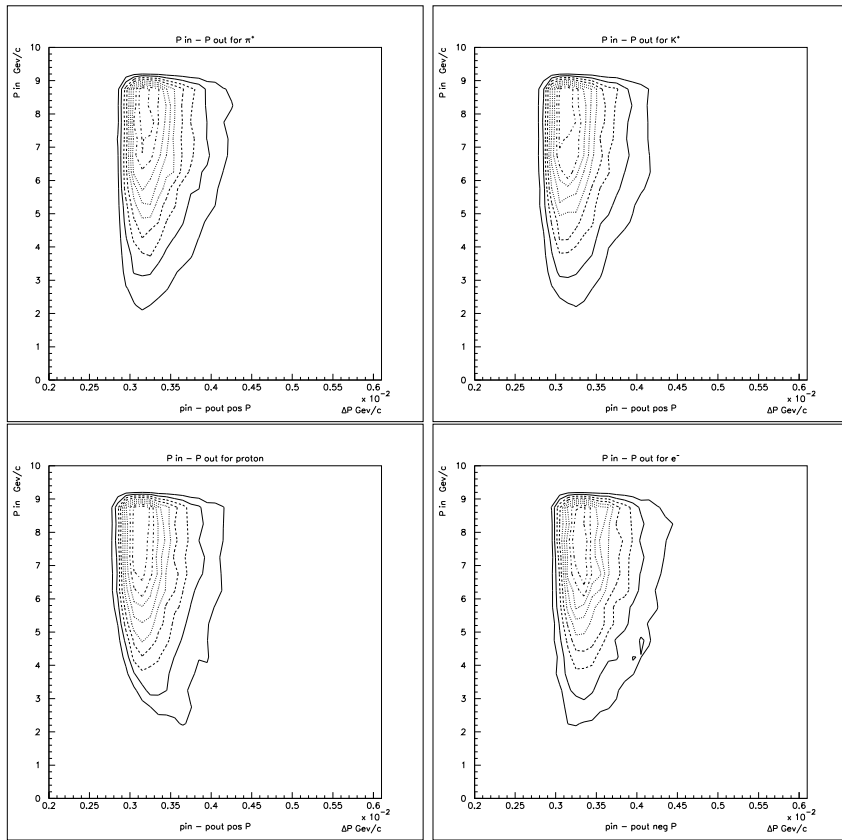 P in – P out for π⁺
P in Gev/c
10
9
8
7
6
5
4
3
2
1
0
0.2 0.25 0.3 0.35 0.4 0.45 0.5 0.55 0.6
x 10⁻²
pin – pout pos P ΔP Gev/c
P in – P out for K⁺
P in Gev/c
10
9
8
7
6
5
4
3
2
1
0
0.2 0.25 0.3 0.35 0.4 0.45 0.5 0.55 0.6
x 10⁻²
pin – pout pos P ΔP Gev/c
P in – P out for proton
P in Gev/c
10
9
8
7
6
5
4
3
2
1
0
0.2 0.25 0.3 0.35 0.4 0.45 0.5 0.55 0.6
x 10⁻²
pin – pout pos P ΔP Gev/c
P in – P out for e⁻
P in Gev/c
10
9
8
7
6
5
4
3
2
1
0
0.2 0.25 0.3 0.35 0.4 0.45 0.5 0.55 0.6
x 10⁻²
pin – pout neg P ΔP Gev/c